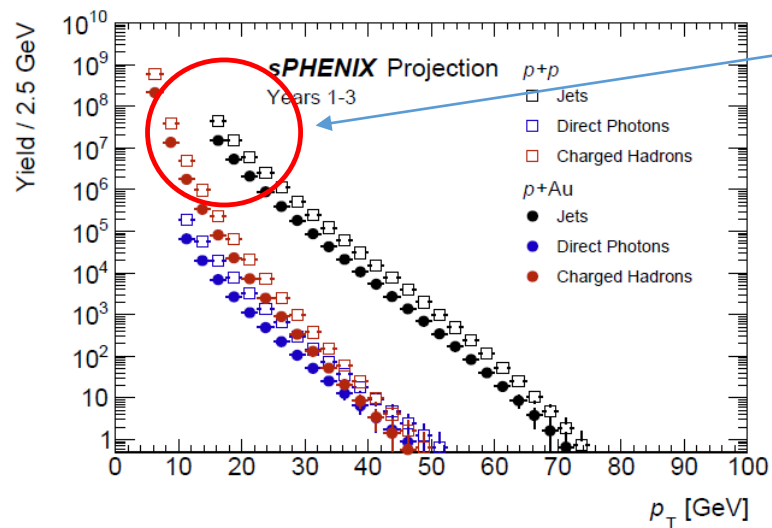 10^10
10^9
10^8
10^7
10^6
10^5
10^4
10^3
10^2
10
1
Yield / 2.5 GeV
sPHENIX Projection
Years 1-3
p+p
Jets
Direct Photons
Charged Hadrons
p+Au
Jets
Direct Photons
Charged Hadrons
0 10 20 30 40 50 60 70 80 90 100
p_T [GeV]